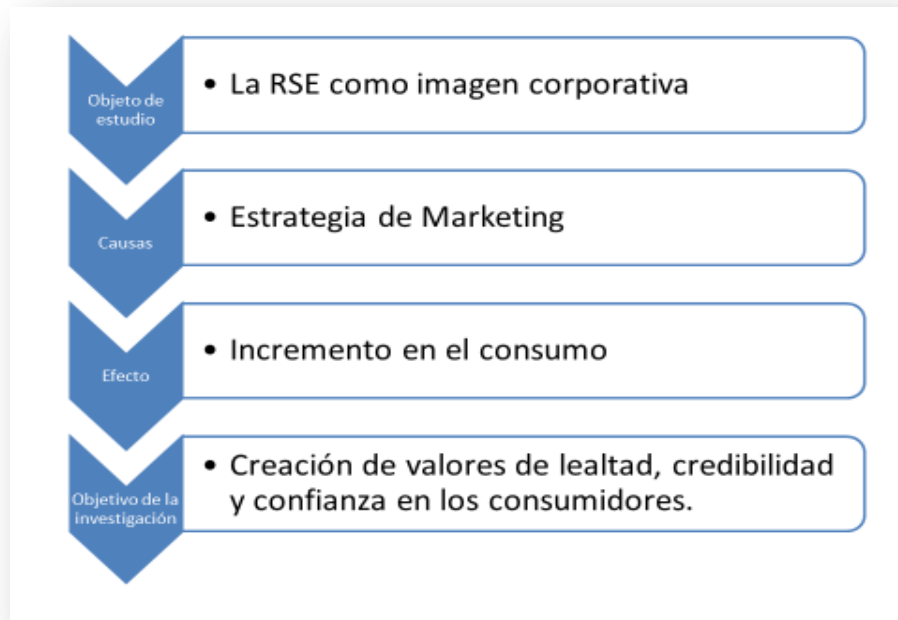 Objeto de
estudio
• La RSE como imagen corporativa
Causas
• Estrategia de Marketing
Efecto
• Incremento en el consumo
Objetivo de la
investigación
• Creación de valores de lealtad, credibilidad
y confianza en los consumidores.